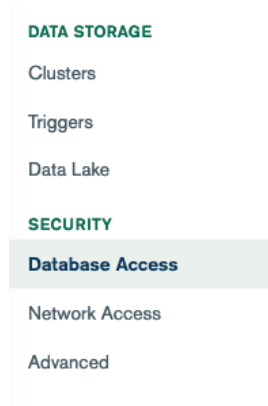 DATA STORAGE
Clusters
Triggers
Data Lake
SECURITY
Database Access
Network Access
Advanced